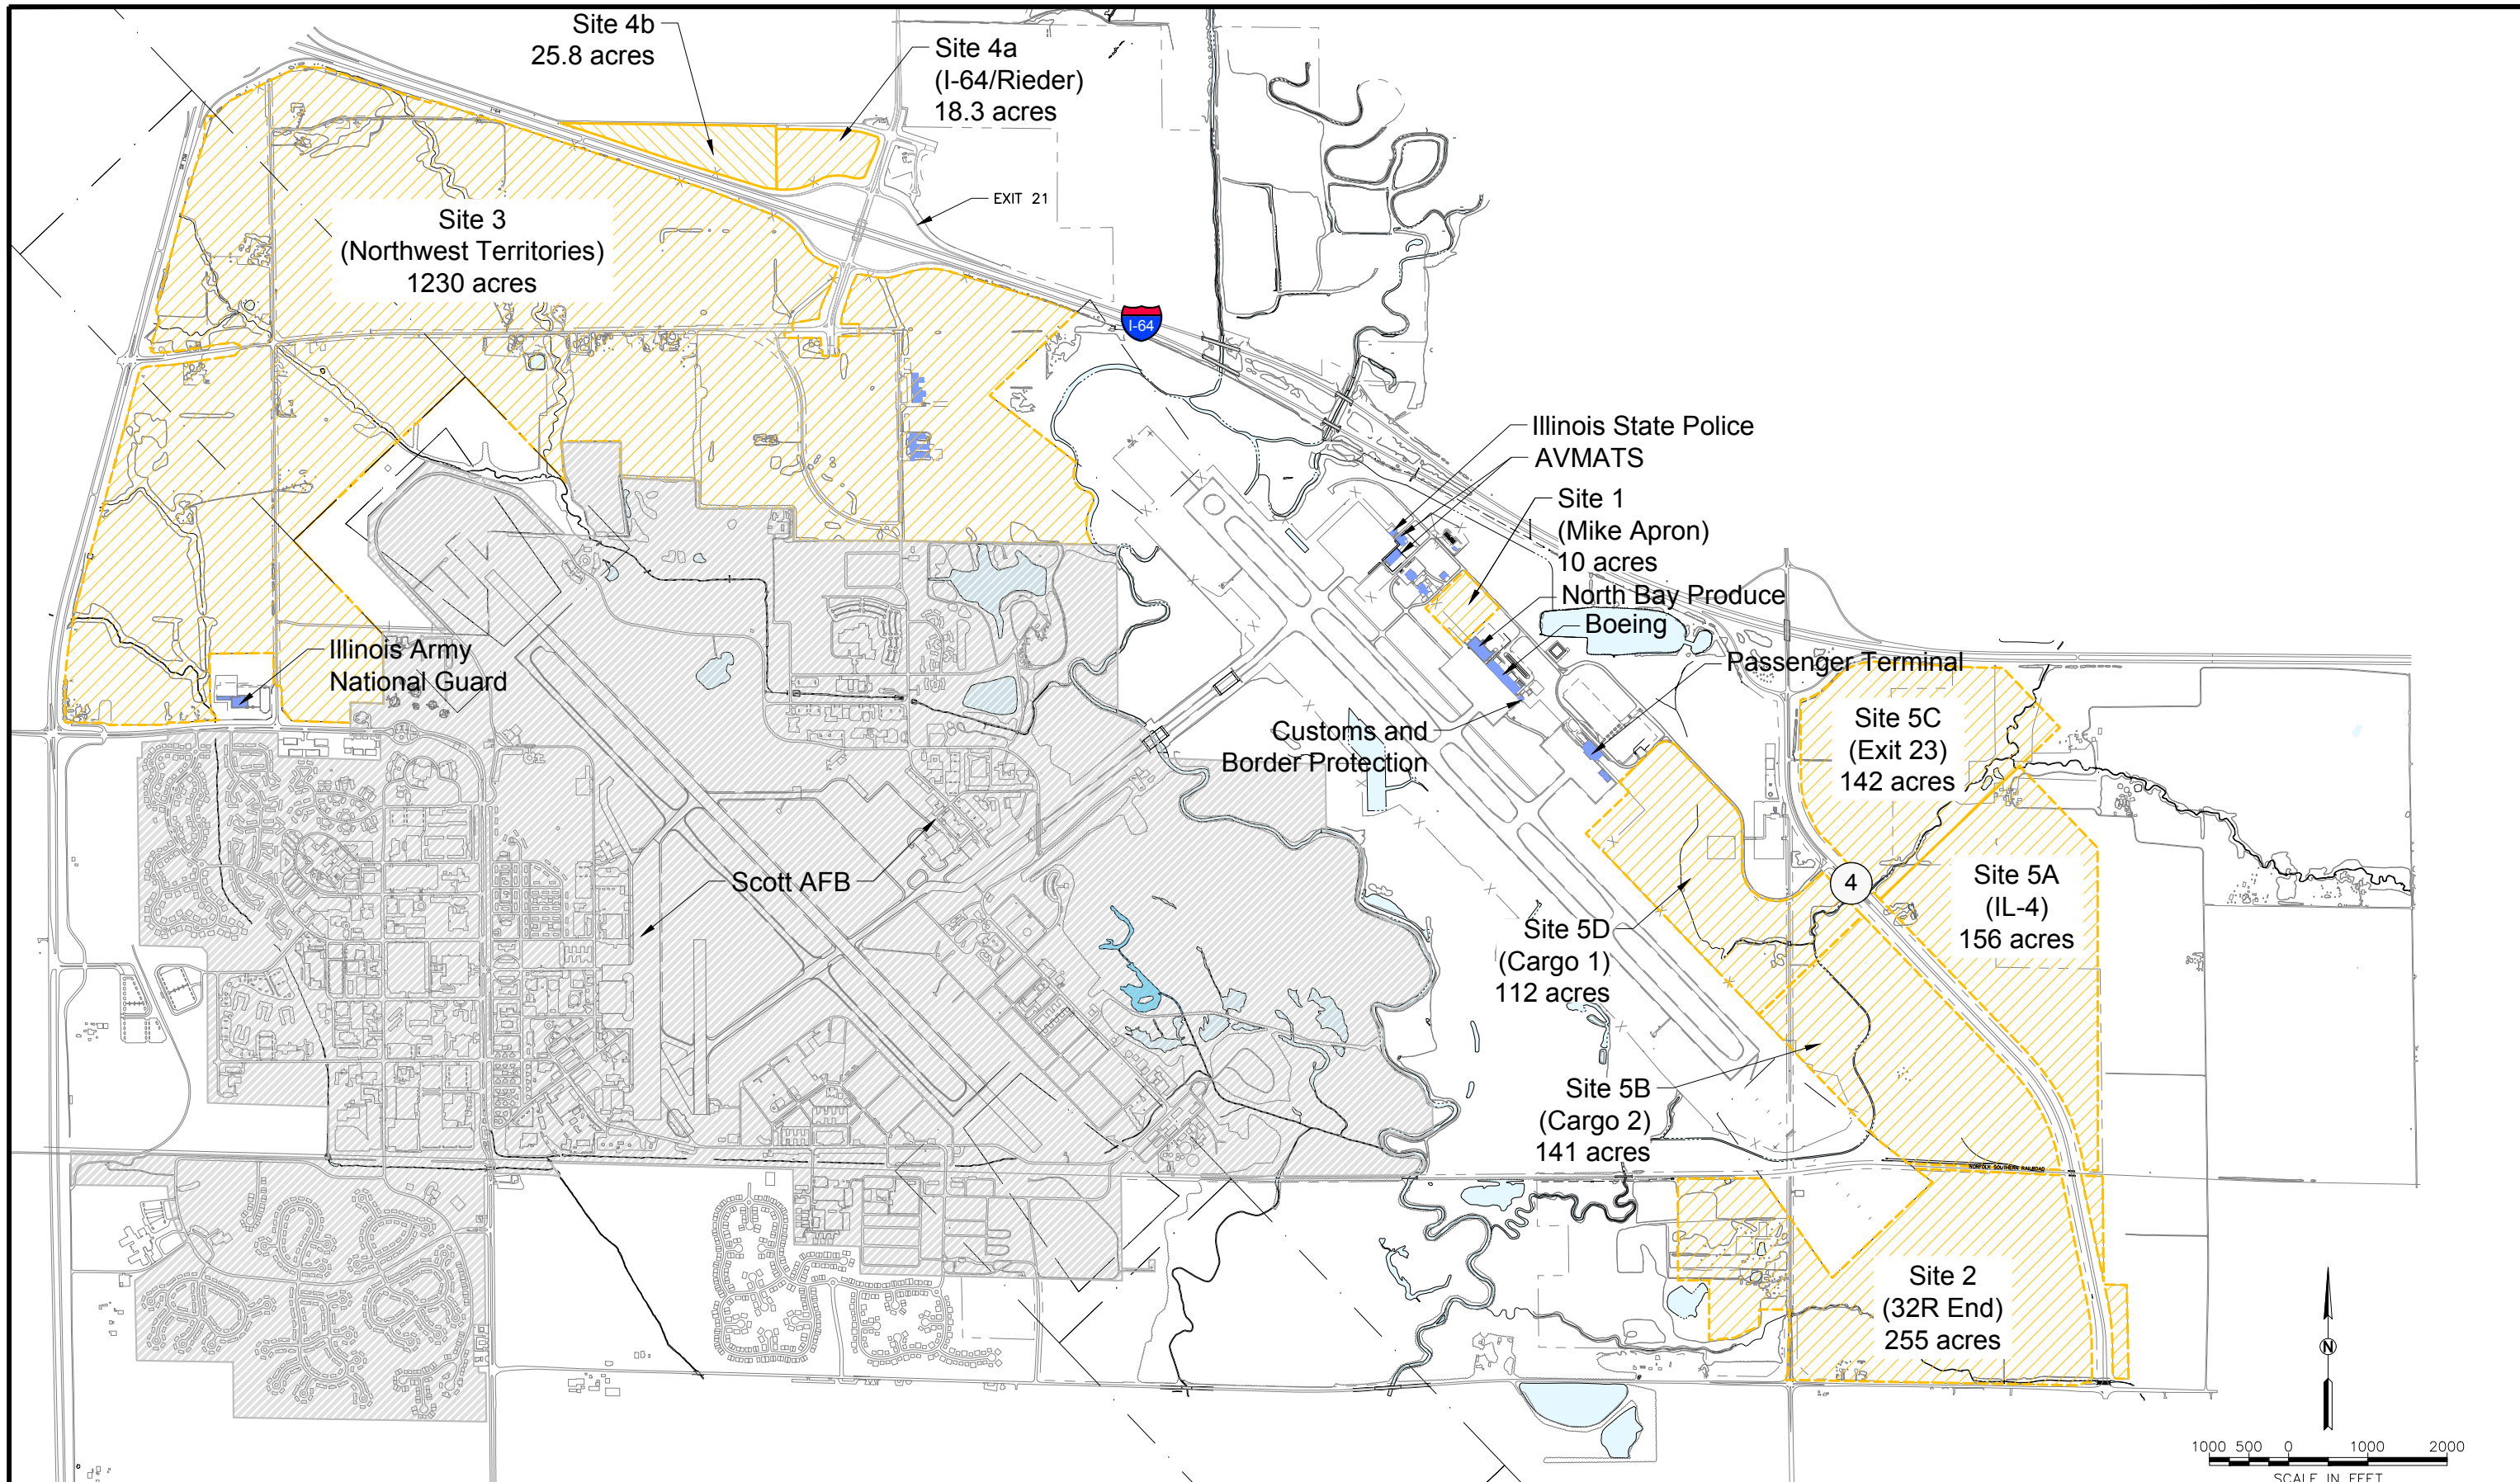 Site 4b
25.8 acres
Site 4a
(I-64/Rieder)
18.3 acres
I-64
EXIT 21
Site 3
(Northwest Territories)
1230 acres
I-64
Illinois State Police
AVMATS
Site 1
(Mike Apron)
10 acres
North Bay Produce
Boeing
Passenger Terminal
Illinois Army
National Guard
Customs and
Border Protection
Site 5C
(Exit 23)
142 acres
Scott AFB
4
Site 5A
(IL-4)
156 acres
Site 5D
(Cargo 1)
112 acres
Site 5B
(Cargo 2)
141 acres
NORFOLK SOUTHERN RAILROAD
Site 2
(32R End)
255 acres
N
1000 500 0 1000 2000
SCALE IN FEET